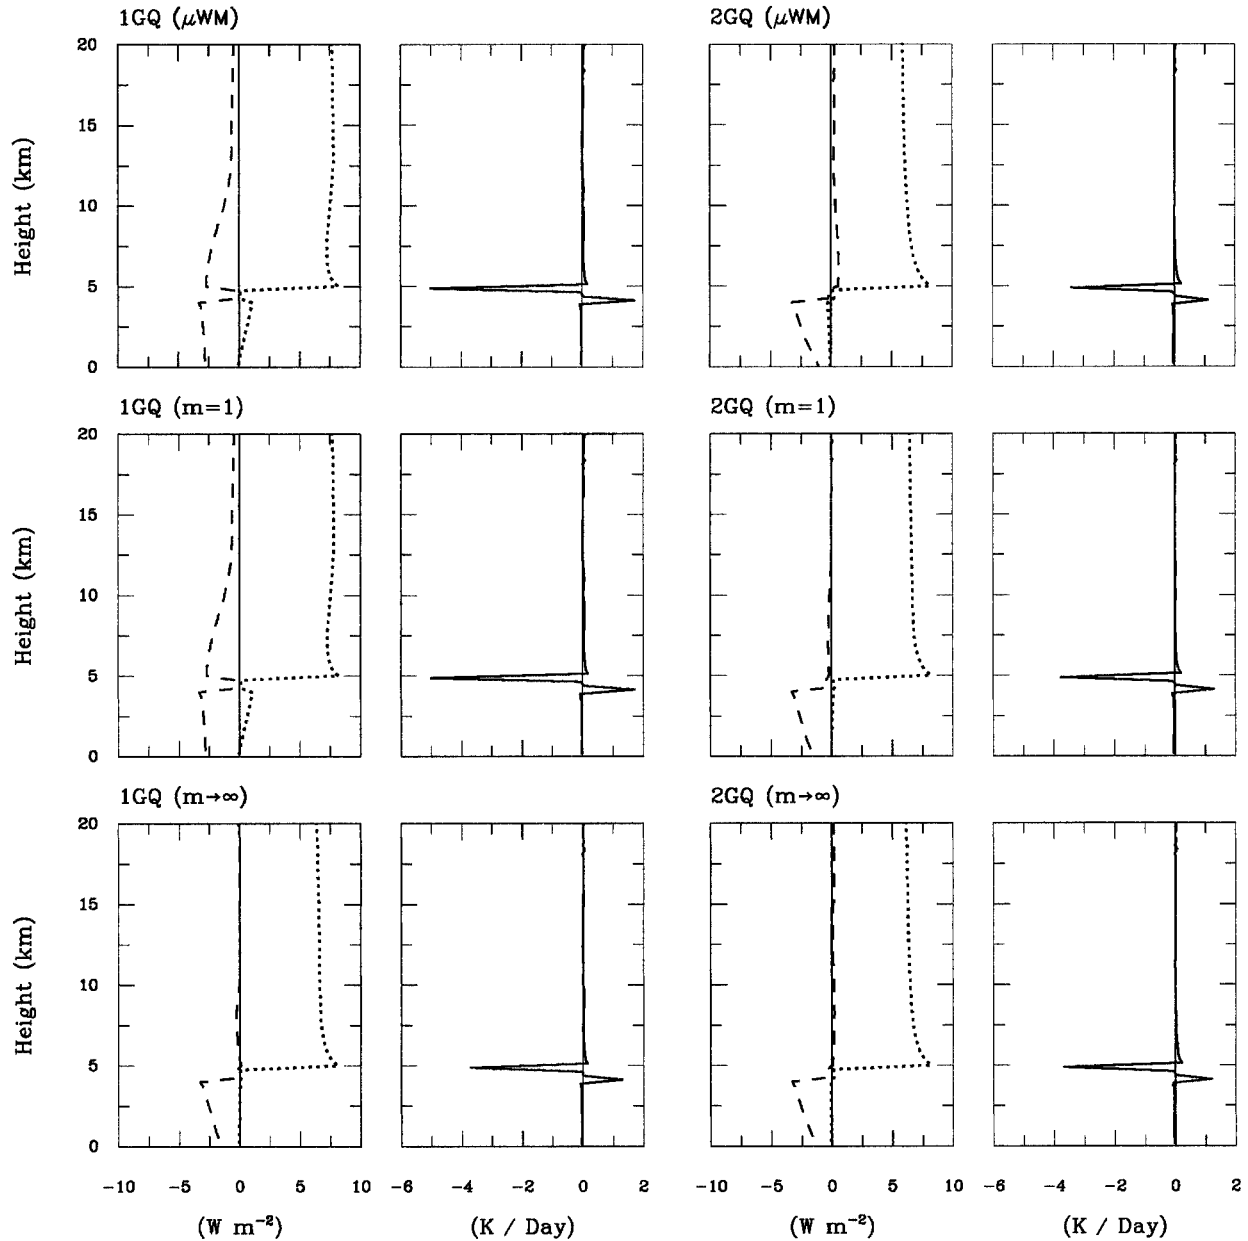 1GQ (μWM) 2GQ (μWM)
20
15
10
5
0
Height (km)
1GQ (m=1) 2GQ (m=1)
20
15
10
5
0
Height (km)
1GQ (m→∞) 2GQ (m→∞)
20
15
10
5
0
Height (km)
-10 -5 0 5 10 -6 -4 -2 0 2 -10 -5 0 5 10 -6 -4 -2 0 2
(W m⁻²) (K / Day) (W m⁻²) (K / Day)